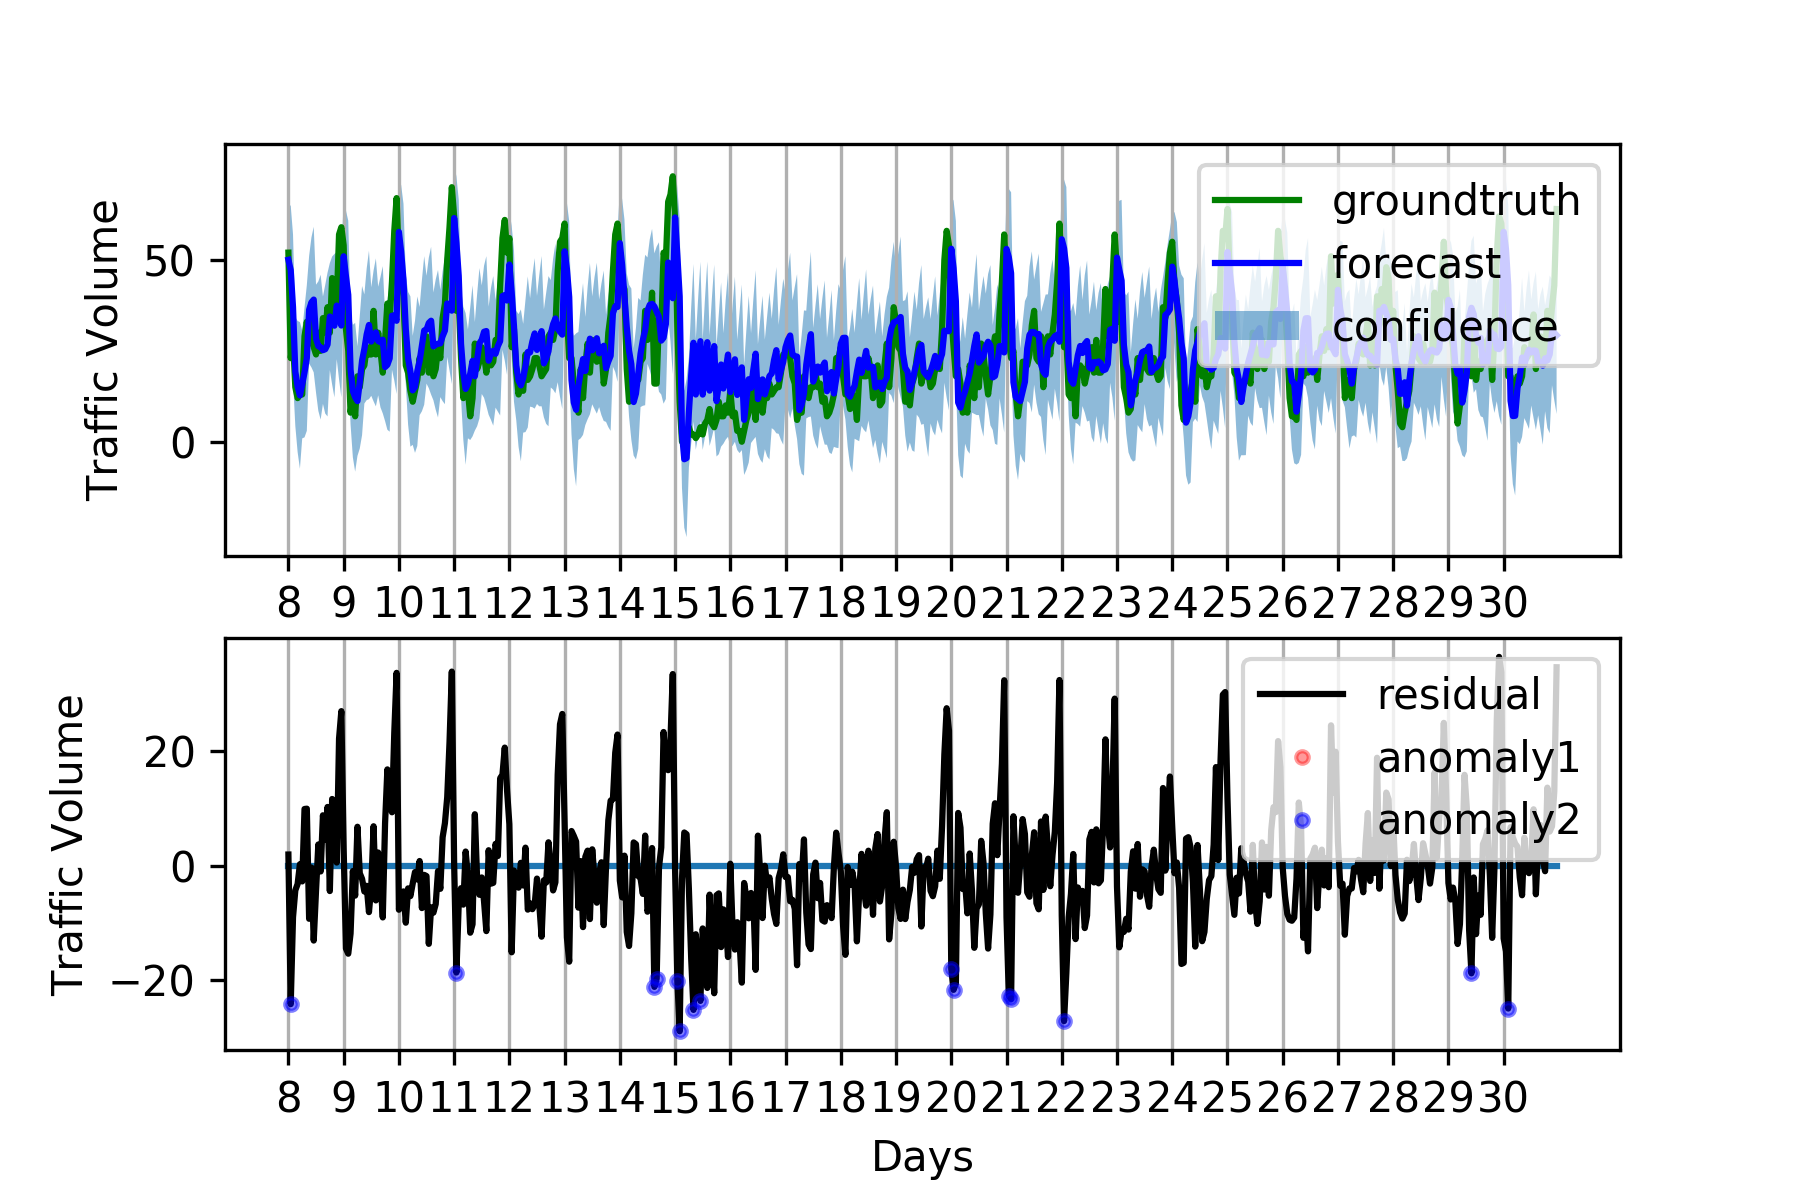 Traffic Volume
50
0
groundtruth
forecast
confidence
8 9 10 11 12 13 14 15 16 17 18 19 20 21 22 23 24 25 26 27 28 29 30
Traffic Volume
20
0
−20
residual
anomaly1
anomaly2
8 9 10 11 12 13 14 15 16 17 18 19 20 21 22 23 24 25 26 27 28 29 30
Days